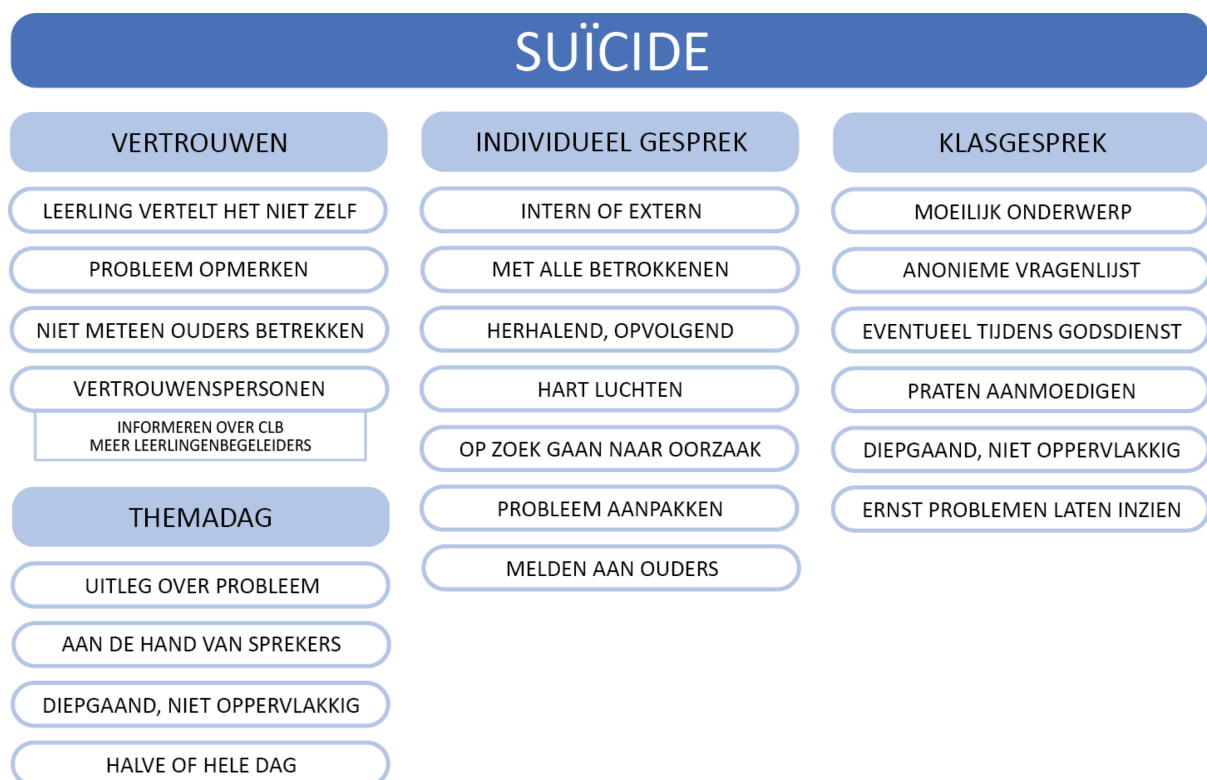 SUÏCIDE
VERTROUWEN
LEERLING VERTELT HET NIET ZELF
PROBLEEM OPMERKEN
NIET METEEN OUDERS BETREKKEN
VERTROUWENSPERSONEN
INFORMEREN OVER CLB
MEER LEERLINGENBEGELEIDERS
THEMADAG
UITLEG OVER PROBLEEM
AAN DE HAND VAN SPREKERS
DIEPGAAND, NIET OPPERVLAKKIG
HALVE OF HELE DAG
INDIVIDUEEL GESPREK
INTERN OF EXTERN
MET ALLE BETROKKENEN
HERHALEND, OPVOLGEND
HART LUCHTEN
OP ZOEK GAAN NAAR OORZAAK
PROBLEEM AANPAKKEN
MELDEN AAN OUDERS
KLASGESPREK
MOEILIJK ONDERWERP
ANONIEME VRAGENLIJST
EVENTUEEL TIJDENS GODSDIENST
PRATEN AANMOEDIGEN
DIEPGAAND, NIET OPPERVLAKKIG
ERNST PROBLEMEN LATEN INZIEN